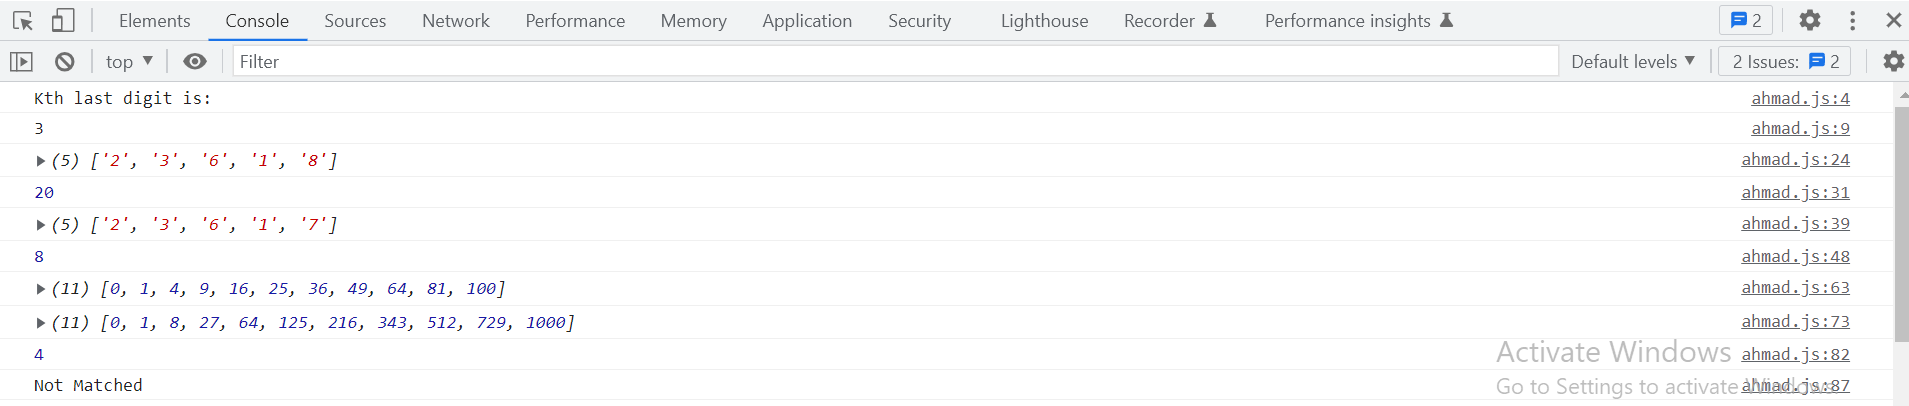 Elements Console Sources Network Performance Memory Application Security Lighthouse Recorder Performance insights 2
top Filter Default levels 2 Issues: 2
Kth last digit is: ahmad.js:4
3 ahmad.js:9
(5) ['2', '3', '6', '1', '8'] ahmad.js:24
20 ahmad.js:31
(5) ['2', '3', '6', '1', '7'] ahmad.js:39
8 ahmad.js:48
(11) [0, 1, 4, 9, 16, 25, 36, 49, 64, 81, 100] ahmad.js:63
(11) [0, 1, 8, 27, 64, 125, 216, 343, 512, 729, 1000] ahmad.js:73
Activate Windows
4 ahmad.js:82
Not Matched ahmad.js:87
Go to Settings to activate Windows.